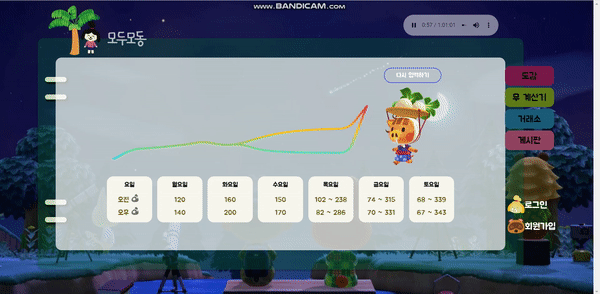 www.BANDICAM.com
모두모동
0:57 / 1:01:01
다시 입력하기
도감
무 계산기
거래소
게시판
요일 월요일 화요일 수요일 목요일 금요일 토요일
오전 120 160 150 102 ~ 238 74 ~ 315 68 ~ 339
오후 140 200 170 82 ~ 286 70 ~ 331 67 ~ 343
로그인
회원가입